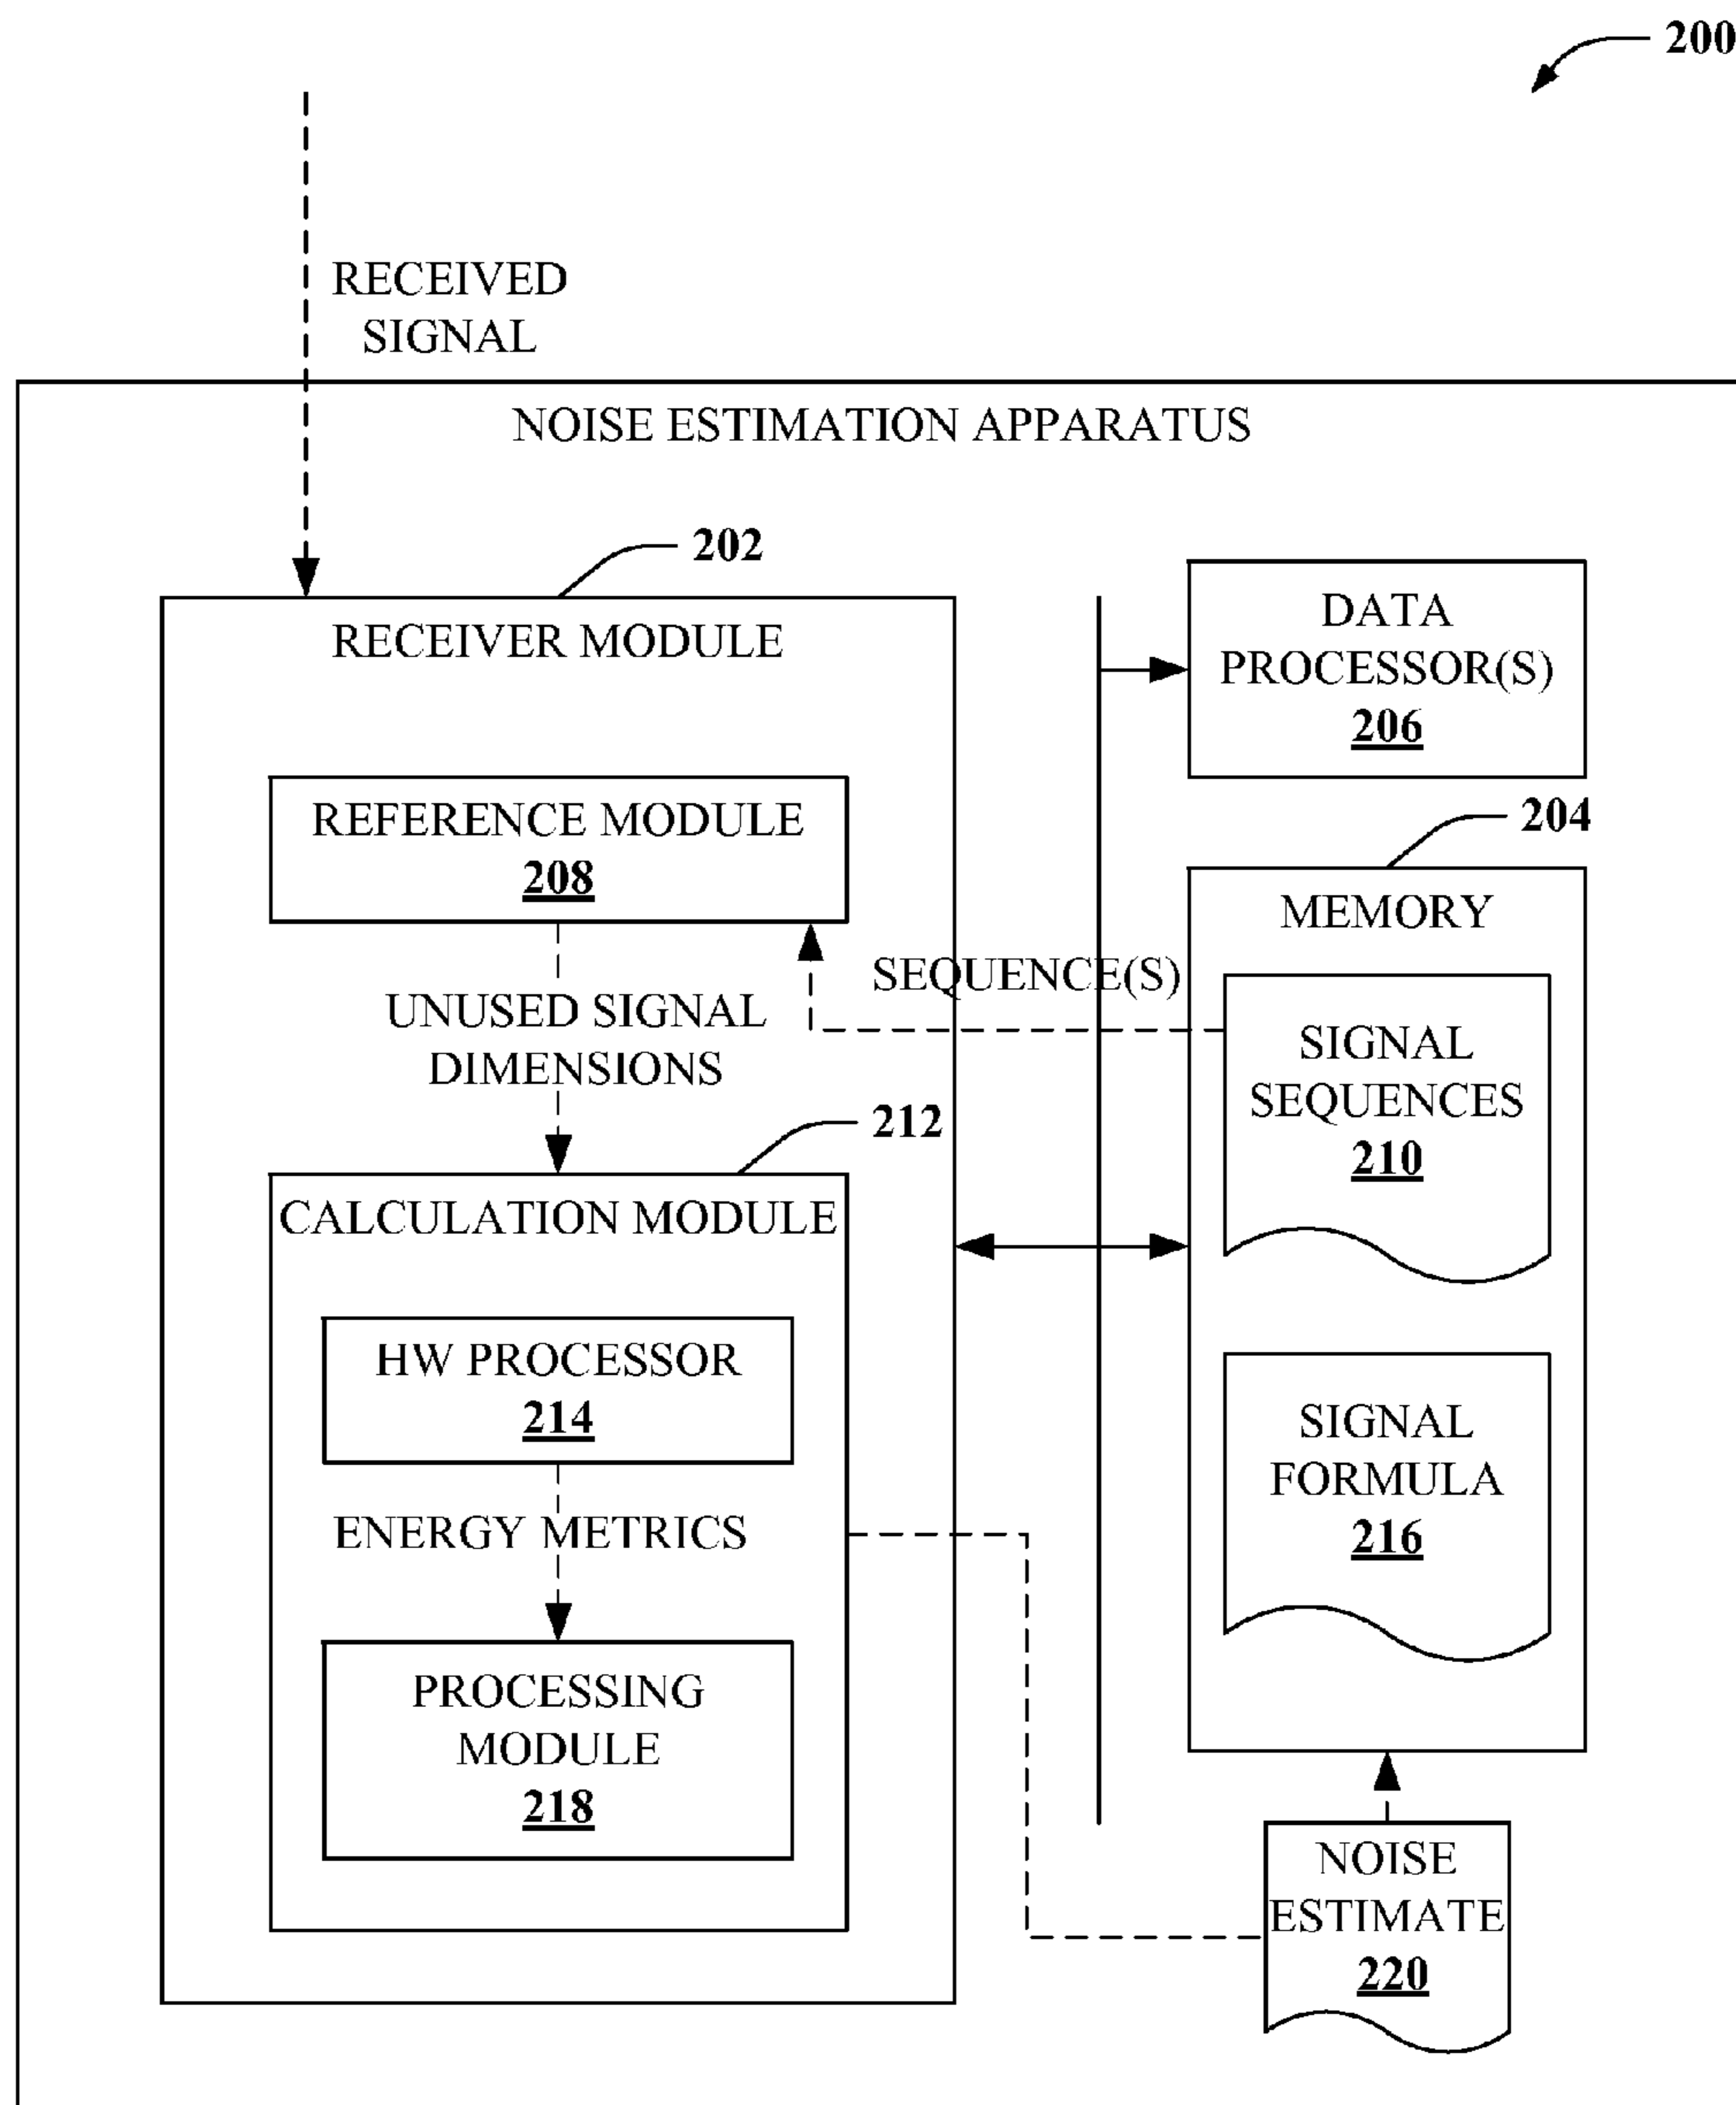 200
RECEIVED
SIGNAL
NOISE ESTIMATION APPARATUS
202
RECEIVER MODULE
DATA
PROCESSOR(S)
206
REFERENCE MODULE
208
204
MEMORY
SEQUENCE(S)
UNUSED SIGNAL
DIMENSIONS
SIGNAL
SEQUENCES
210
212
CALCULATION MODULE
HW PROCESSOR
214
SIGNAL
FORMULA
216
ENERGY METRICS
PROCESSING
MODULE
218
NOISE
ESTIMATE
220